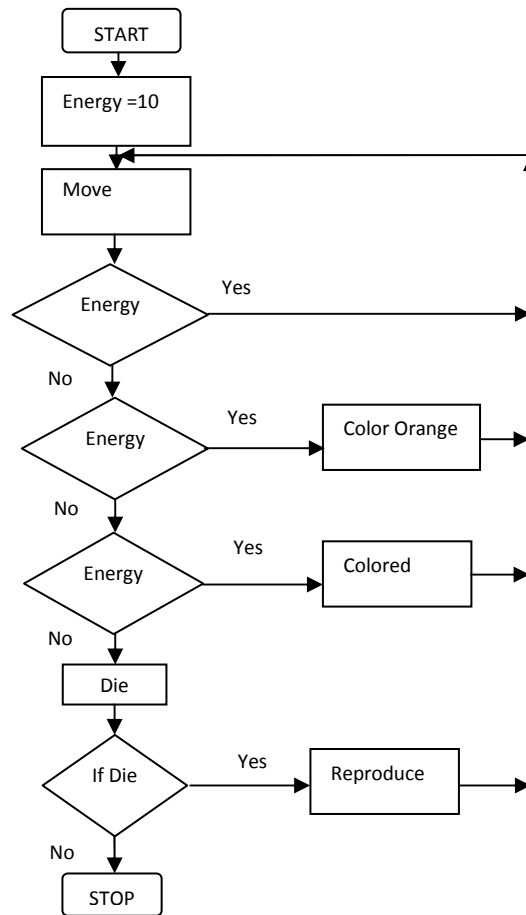 START
Energy =10
Move
Energy
Yes
No
Energy
Yes
Color Orange
No
Energy
Yes
Colored
No
Die
If Die
Yes
Reproduce
No
STOP